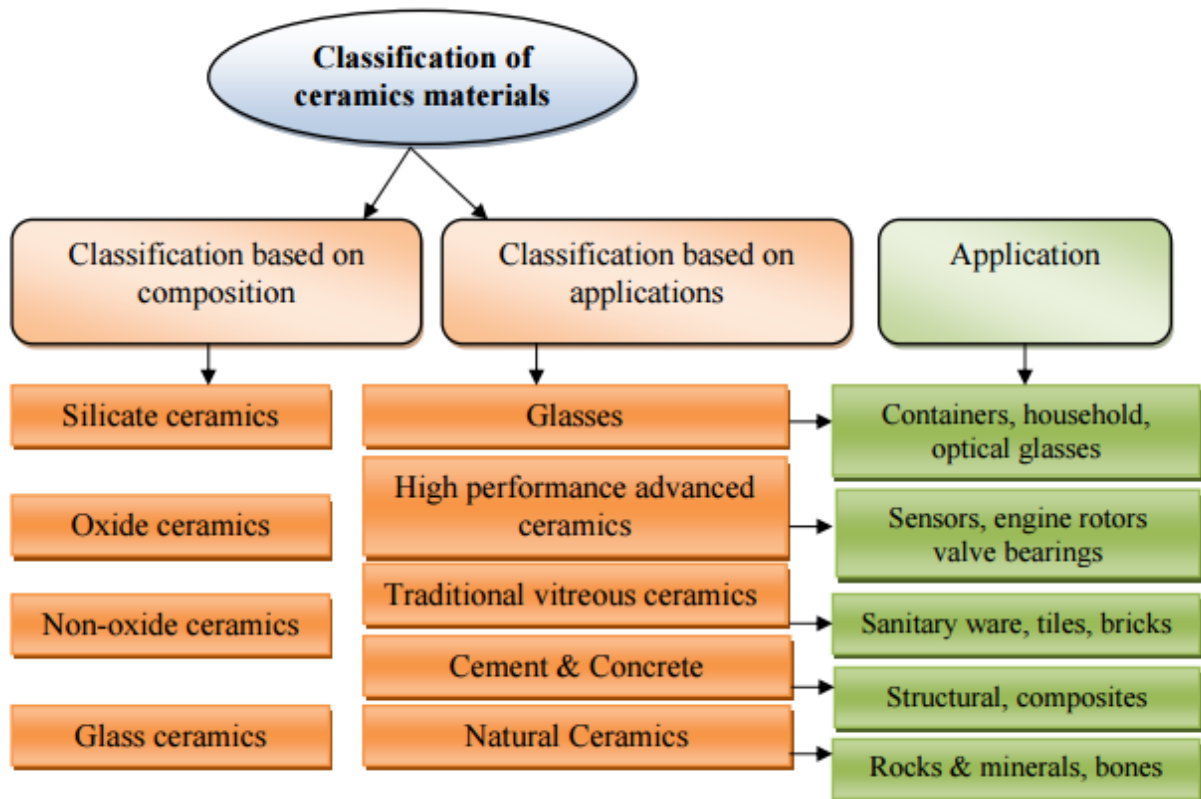 Classification of
ceramics materials
Classification based on
composition
Classification based on
applications
Application
Silicate ceramics
Oxide ceramics
Non-oxide ceramics
Glass ceramics
Glasses
High performance advanced
ceramics
Traditional vitreous ceramics
Cement & Concrete
Natural Ceramics
Containers, household,
optical glasses
Sensors, engine rotors
valve bearings
Sanitary ware, tiles, bricks
Structural, composites
Rocks & minerals, bones